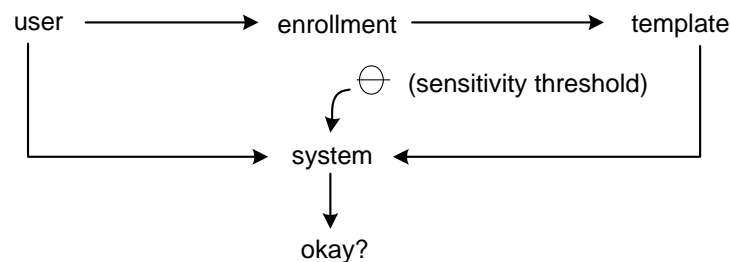 user enrollment template
Θ (sensitivity threshold)
system
okay?